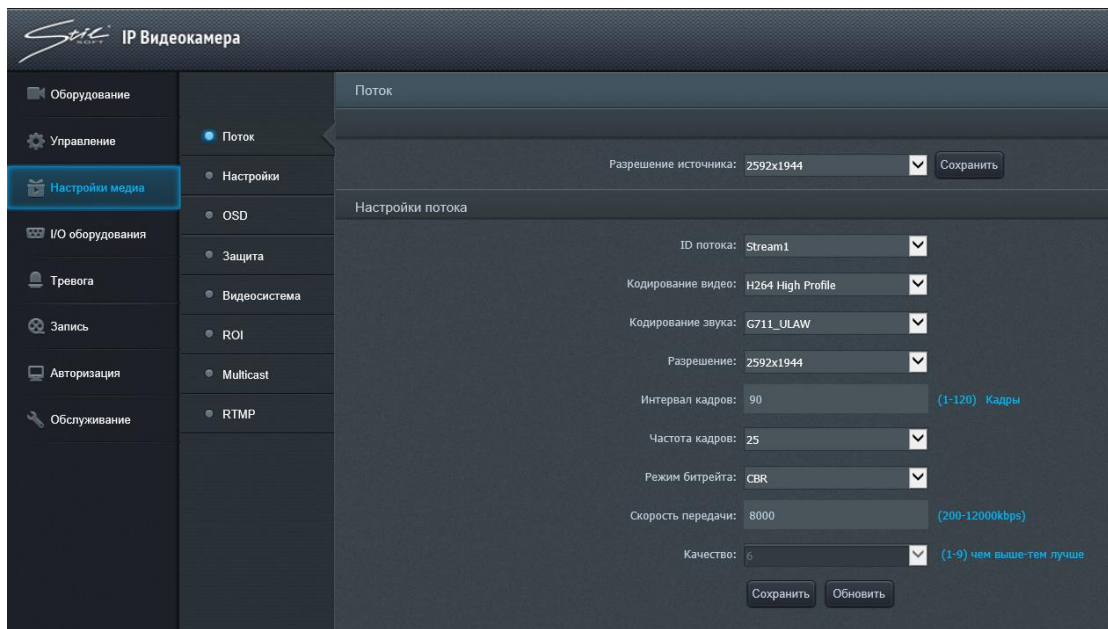 Stil SOFT IP Видеокамера
Оборудование
Управление
Настройки медиа
I/O оборудования
Тревога
Запись
Авторизация
Обслуживание
Поток
Настройки
OSD
Защита
Видеосистема
ROI
Multicast
RTMP
Поток
Разрешение источника: 2592x1944 Сохранить
Настройки потока
ID потока: Stream1
Кодирование видео: H264 High Profile
Кодирование звука: G711_ULAW
Разрешение: 2592x1944
Интервал кадров: 90 (1-120) Кадры
Частота кадров: 25
Режим битрейта: CBR
Скорость передачи: 8000 (200-12000kbps)
Качество: 6 (1-9) чем выше-тем лучше
Сохранить Обновить